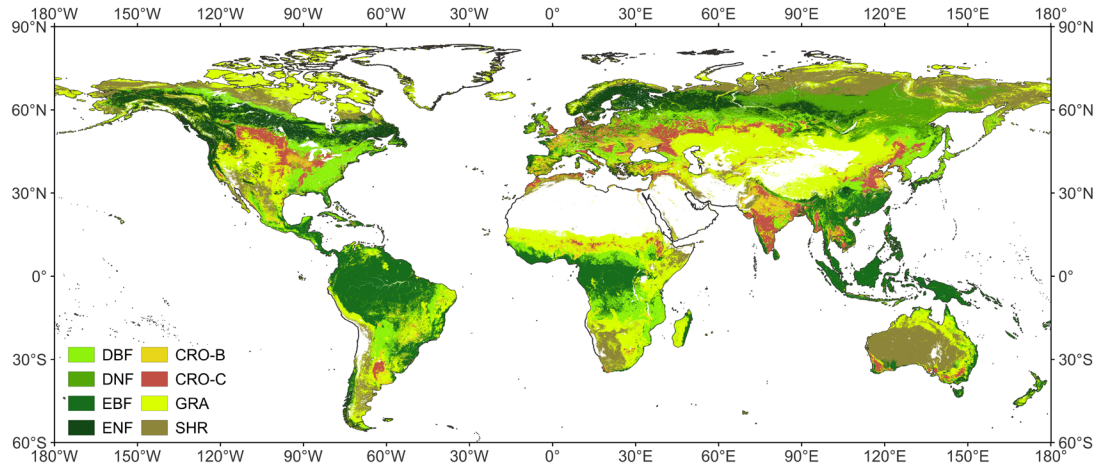 180° 150°W 120°W 90°W 60°W 30°W 0° 30°E 60°E 90°E 120°E 150°E 180°
90°N 90°N
60°N 60°N
30°N 30°N
0° 0°
30°S 30°S
60°S 60°S
DBF CRO-B
DNF CRO-C
EBF GRA
ENF SHR
180° 150°W 120°W 90°W 60°W 30°W 0° 30°E 60°E 90°E 120°E 150°E 180°